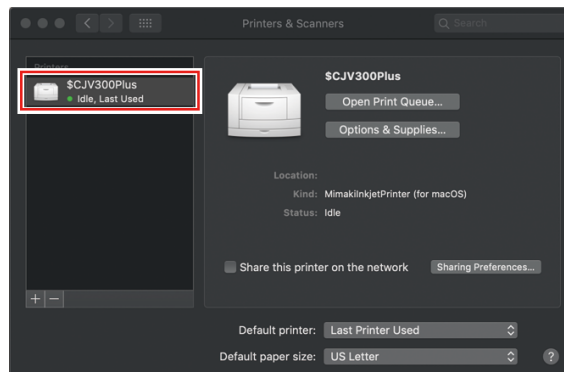 Printers & Scanners
Search
Printers
$CJV300Plus
Idle, Last Used
$CJV300Plus
Open Print Queue...
Options & Supplies...
Location:
Kind: MimakiInkjetPrinter (for macOS)
Status: Idle
Share this printer on the network
Sharing Preferences...
+ −
Default printer: Last Printer Used
Default paper size: US Letter
?